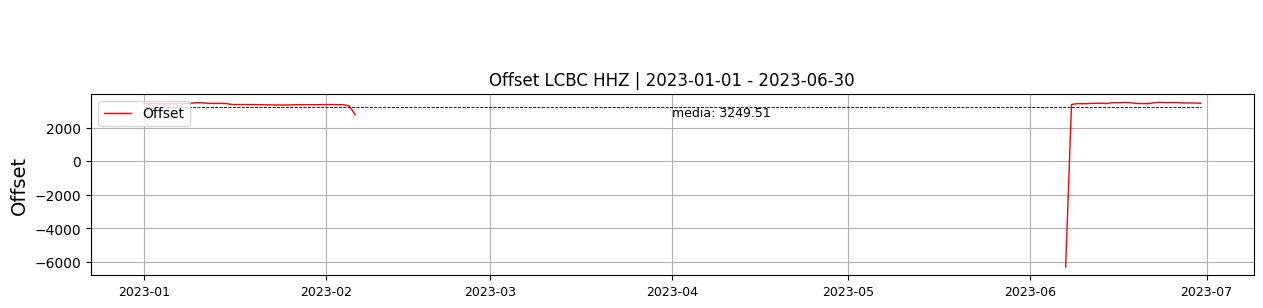 Offset LCBC HHZ | 2023-01-01 - 2023-06-30
Offset
media: 3249.51
Offset
2000
0
−2000
−4000
−6000
2023-01 2023-02 2023-03 2023-04 2023-05 2023-06 2023-07